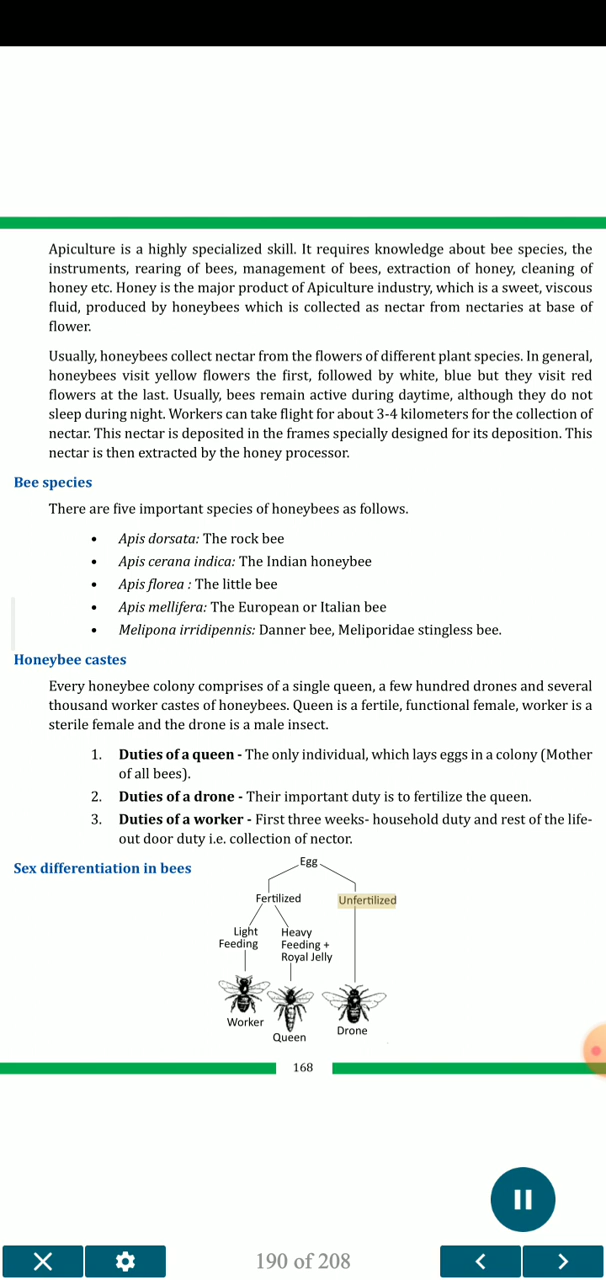 Apiculture is a highly specialized skill. It requires knowledge about bee species, the
instruments, rearing of bees, management of bees, extraction of honey, cleaning of
honey etc. Honey is the major product of Apiculture industry, which is a sweet, viscous
fluid, produced by honeybees which is collected as nectar from nectaries at base of
flower.
Usually, honeybees collect nectar from the flowers of different plant species. In general,
honeybees visit yellow flowers the first, followed by white, blue but they visit red
flowers at the last. Usually, bees remain active during daytime, although they do not
sleep during night. Workers can take flight for about 3-4 kilometers for the collection of
nectar. This nectar is deposited in the frames specially designed for its deposition. This
nectar is then extracted by the honey processor.
Bee species
There are five important species of honeybees as follows.
• Apis dorsata: The rock bee
• Apis cerana indica: The Indian honeybee
• Apis florea : The little bee
• Apis mellifera: The European or Italian bee
• Melipona irridipennis: Danner bee, Meliporidae stingless bee.
Honeybee castes
Every honeybee colony comprises of a single queen, a few hundred drones and several
thousand worker castes of honeybees. Queen is a fertile, functional female, worker is a
sterile female and the drone is a male insect.
1. Duties of a queen - The only individual, which lays eggs in a colony (Mother
of all bees).
2. Duties of a drone - Their important duty is to fertilize the queen.
3. Duties of a worker - First three weeks- household duty and rest of the life-
out door duty i.e. collection of nector.
Sex differentiation in bees
Egg
Fertilized Unfertilized
Light Heavy
Feeding Feeding +
Royal Jelly
Worker
Queen
Drone
168
190 of 208